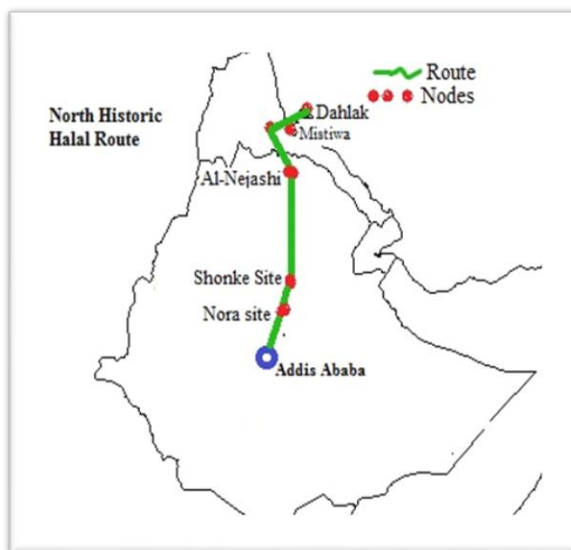 Route
Nodes
North Historic
Halal Route
Dahlak
Mistiwa
Al-Nejashi
Shonke Site
Nora site
Addis Ababa